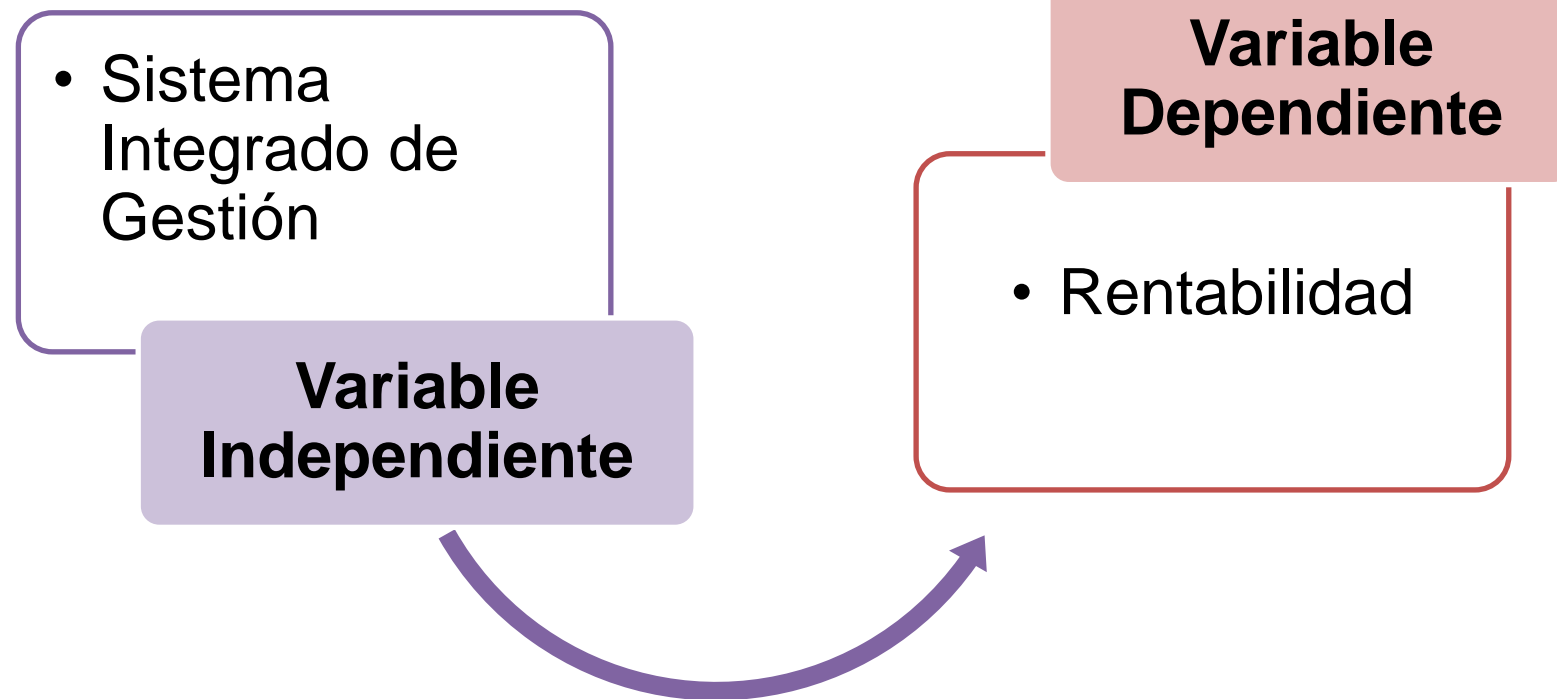 • Sistema
Integrado de
Gestión
Variable
Independiente
Variable
Dependiente
• Rentabilidad